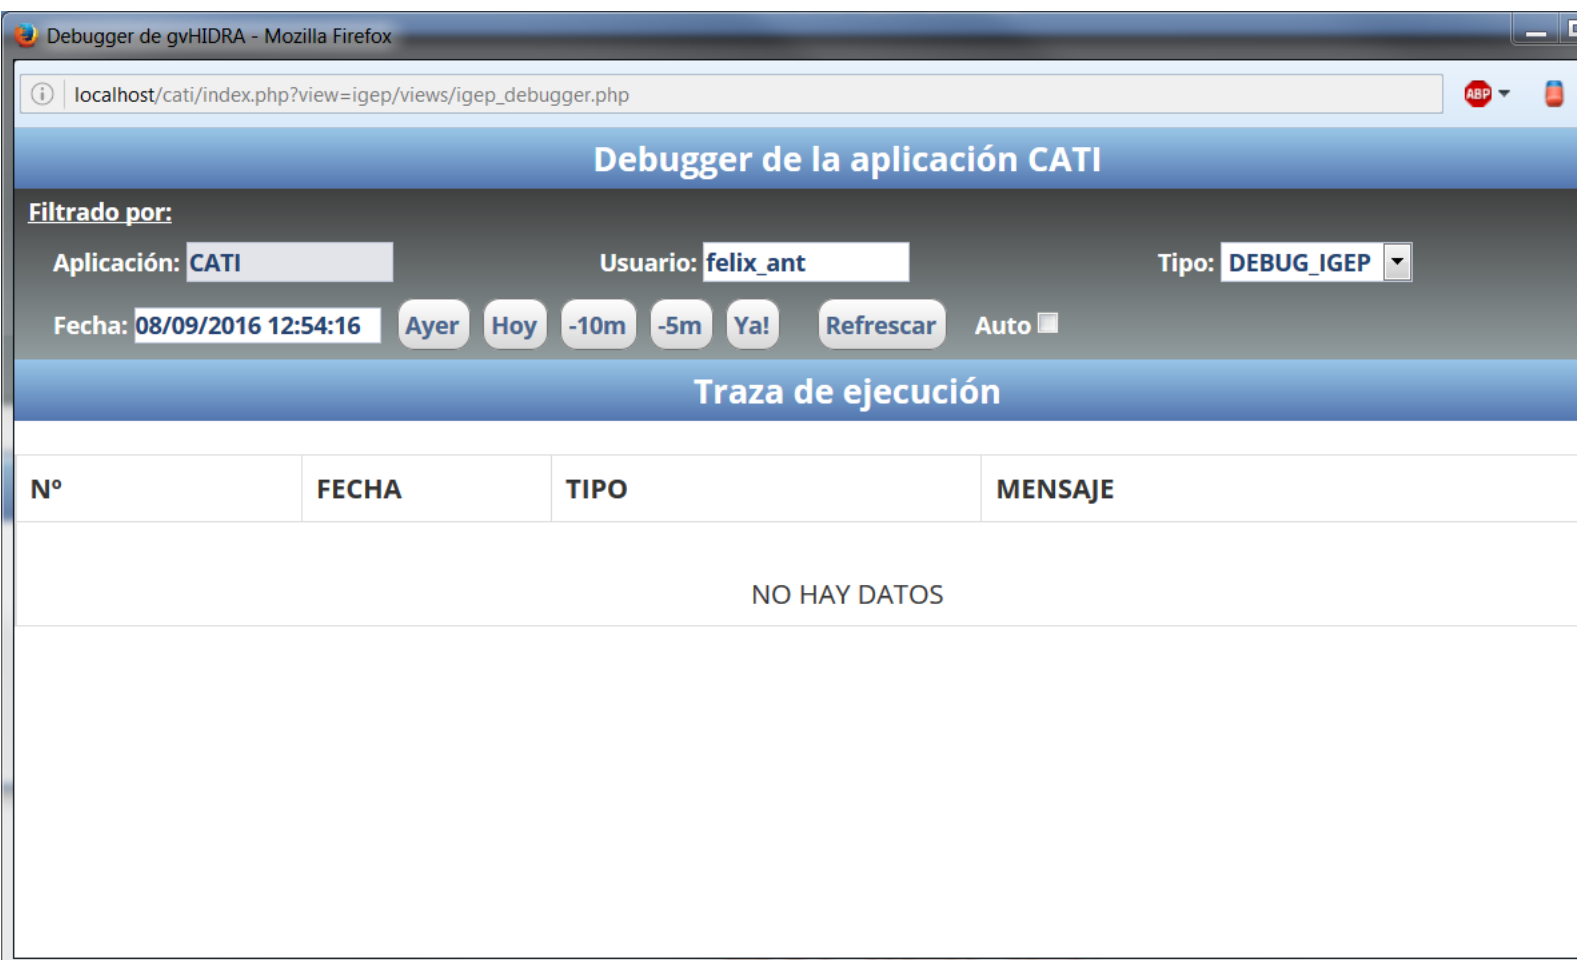 Debugger de gvHIDRA - Mozilla Firefox
localhost/cati/index.php?view=igep/views/igep_debugger.php
ABP
Debugger de la aplicación CATI
Filtrado por:
Aplicación: CATI Usuario: felix_ant Tipo: DEBUG_IGEP
Fecha: 08/09/2016 12:54:16 Ayer Hoy -10m -5m Ya! Refrescar Auto
Traza de ejecución
Nº FECHA TIPO MENSAJE
NO HAY DATOS